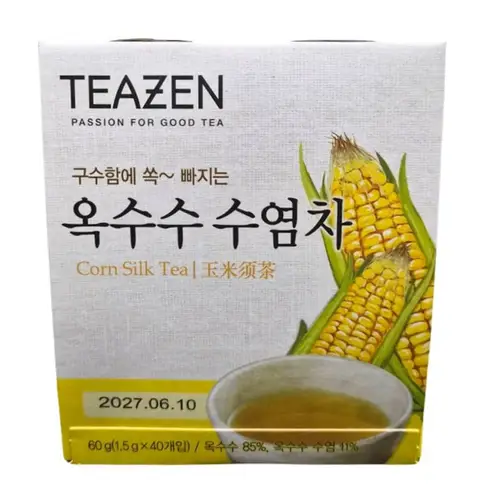 TEAZEN
PASSION FOR GOOD TEA
구수함에 쏙~ 빠지는
옥수수 수염차
Corn Silk Tea | 玉米须茶
2027.06.10
60g(1.5g×40개입) / 옥수수 85%, 옥수수 수염 11%